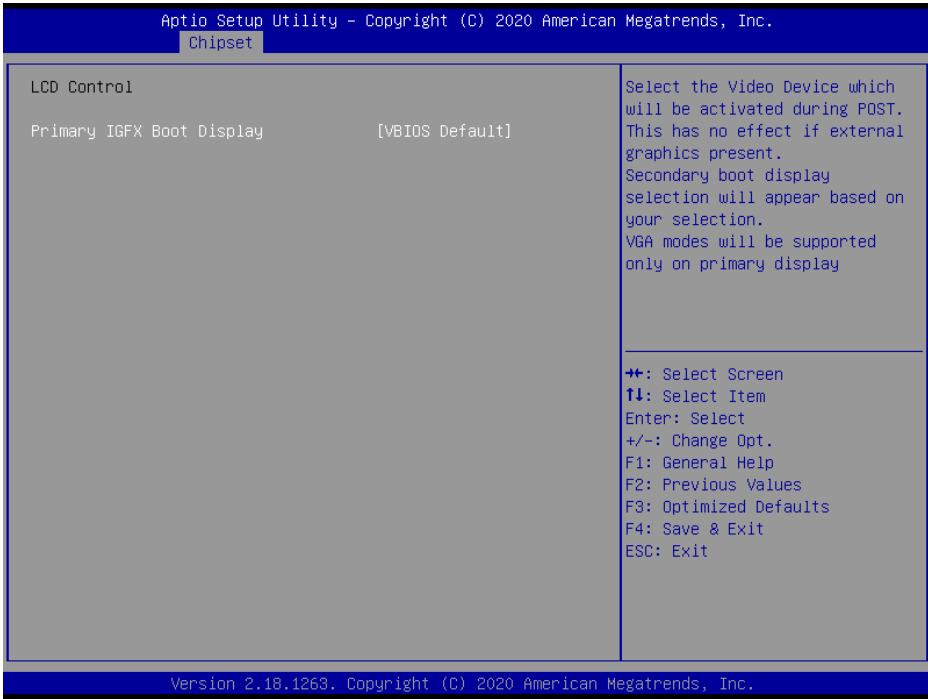 Aptio Setup Utility – Copyright (C) 2020 American Megatrends, Inc.
Chipset
LCD Control
Primary IGFX Boot Display [VBIOS Default]
Select the Video Device which
will be activated during POST.
This has no effect if external
graphics present.
Secondary boot display
selection will appear based on
your selection.
VGA modes will be supported
only on primary display
→←: Select Screen
↑↓: Select Item
Enter: Select
+/-: Change Opt.
F1: General Help
F2: Previous Values
F3: Optimized Defaults
F4: Save & Exit
ESC: Exit
Version 2.18.1263. Copyright (C) 2020 American Megatrends, Inc.